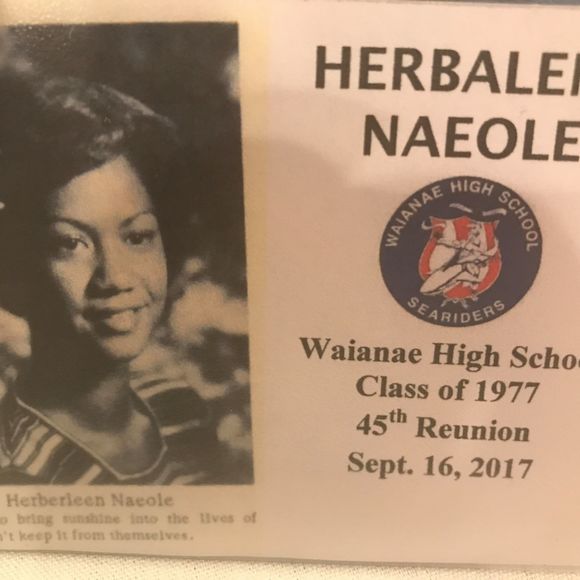 HERBALE
NAEOLE
WAIANAE HIGH SCHOOL
SEARIDERS
Waianae High Schoo
Class of 1977
45th Reunion
Sept. 16, 2017
Herberleen Naeole
o bring sunshine into the lives of
't keep it from themselves.